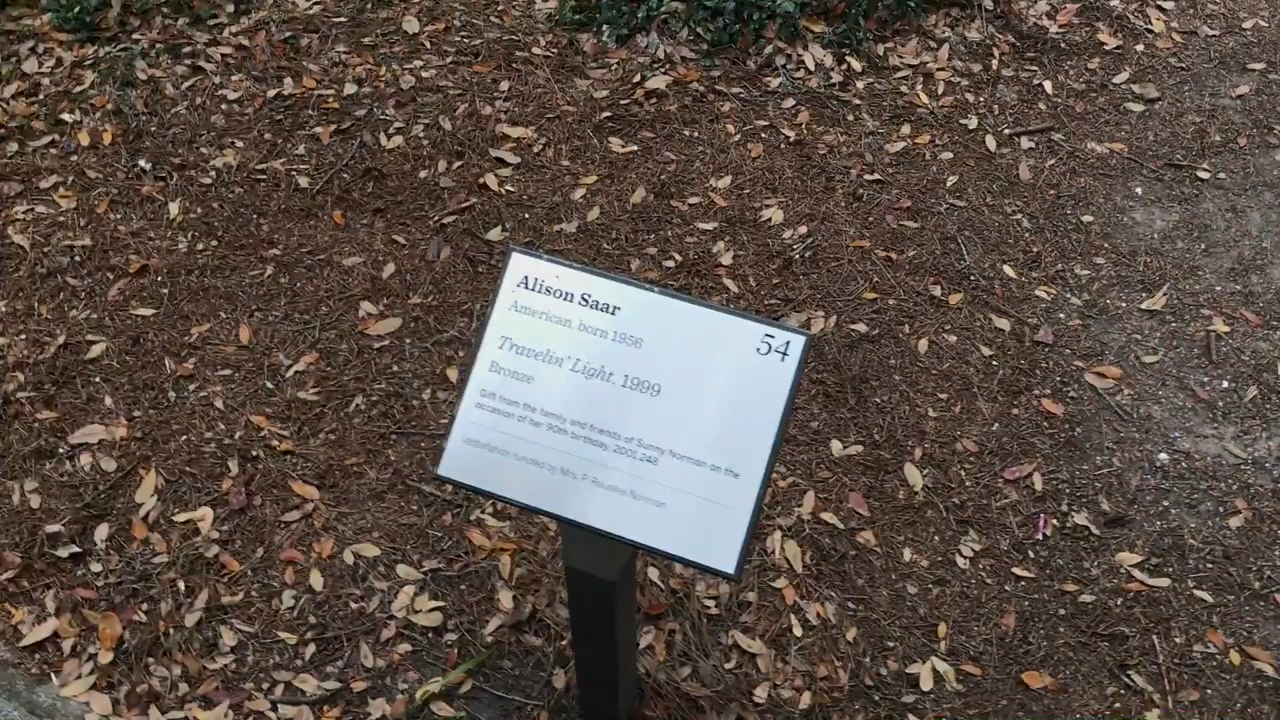 Alison Saar
American, born 1956
54
Travelin' Light, 1999
Bronze
Gift from the family and friends of Sunny Norman on the
occasion of her 90th birthday, 2001.248
Installation funded by Mrs. P. Roussel Norman